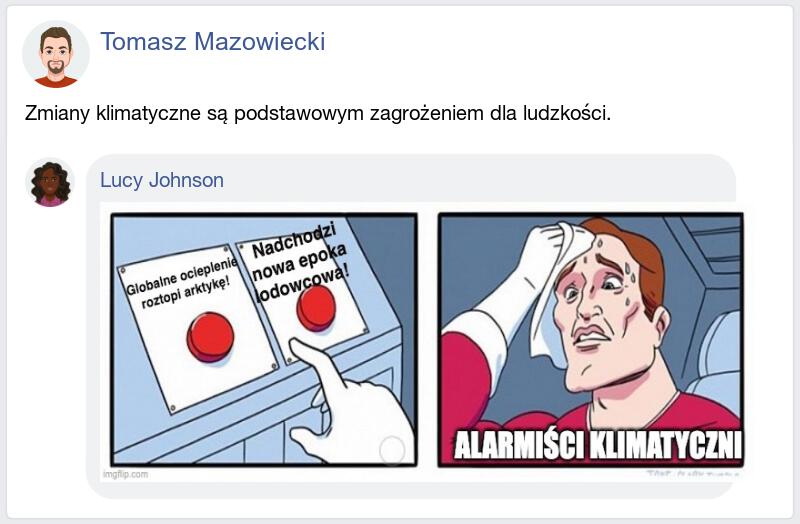 Tomasz Mazowiecki
Zmiany klimatyczne są podstawowym zagrożeniem dla ludzkości.
Lucy Johnson
Globalne ocieplenie
roztopi arktykę!
Nadchodzi
nowa epoka
lodowcowa!
ALARMIŚCI KLIMATYCZNI
imgflip.com